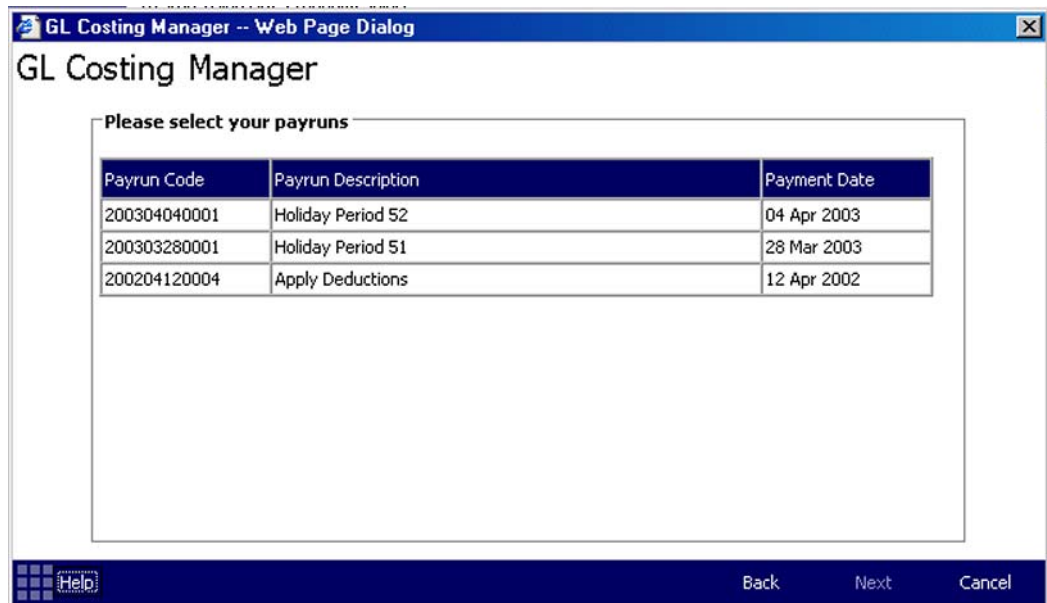 GL Costing Manager -- Web Page Dialog
GL Costing Manager
Please select your payruns
Payrun Code Payrun Description Payment Date
200304040001 Holiday Period 52 04 Apr 2003
200303280001 Holiday Period 51 28 Mar 2003
200204120004 Apply Deductions 12 Apr 2002
Help Back Next Cancel